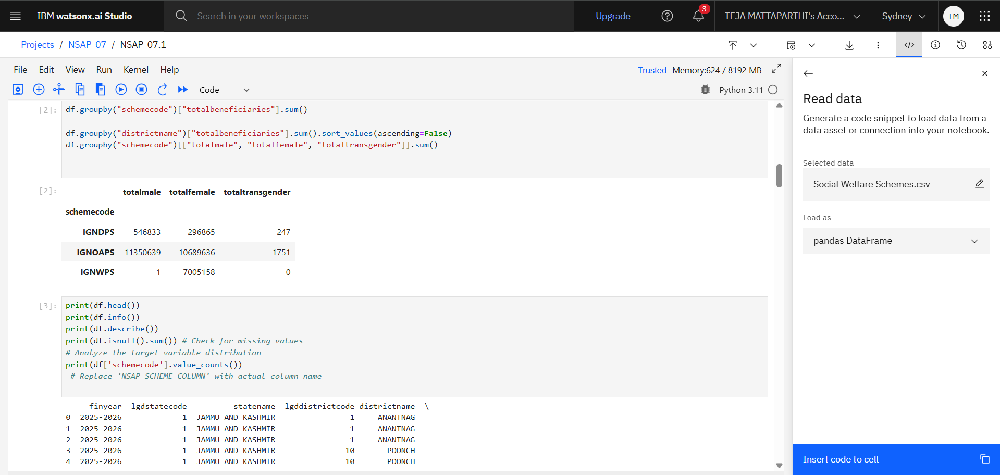 IBM watsonx.ai Studio
Search in your workspaces
Upgrade
3
TEJA MATTAPARTHI's Acco...
Sydney
TM
Projects / NSAP_07 / NSAP_07.1
File Edit View Run Kernel Help
Trusted Memory:624 / 8192 MB
Code
Python 3.11
[2]:
df.groupby("schemecode")["totalbeneficiaries"].sum()
df.groupby("districtname")["totalbeneficiaries"].sum().sort_values(ascending=False)
df.groupby("schemecode")[["totalmale", "totalfemale", "totaltransgender"]].sum()
[2]:
totalmale totalfemale totaltransgender
schemecode
IGNDPS 546833 296865 247
IGNOAPS 11350639 10689636 1751
IGNWPS 1 7005158 0
[3]:
print(df.head())
print(df.info())
print(df.describe())
print(df.isnull().sum()) # Check for missing values
# Analyze the target variable distribution
print(df['schemecode'].value_counts())
# Replace 'NSAP_SCHEME_COLUMN' with actual column name
finyear lgdstatecode statename lgddistrictcode districtname \
0 2025-2026 1 JAMMU AND KASHMIR 1 ANANTNAG
1 2025-2026 1 JAMMU AND KASHMIR 1 ANANTNAG
2 2025-2026 1 JAMMU AND KASHMIR 1 ANANTNAG
3 2025-2026 1 JAMMU AND KASHMIR 10 POONCH
4 2025-2026 1 JAMMU AND KASHMIR 10 POONCH
Read data
Generate a code snippet to load data from a
data asset or connection into your notebook.
Selected data
Social Welfare Schemes.csv
Load as
pandas DataFrame
Insert code to cell